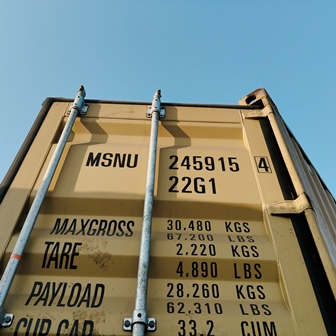 MSNU 245915 4
22G1
MAXGROSS 30.480 KGS
67.200 LBS
TARE 2.220 KGS
4.890 LBS
PAYLOAD 28.260 KGS
62.310 LBS
CUB.CAP. 33.2 CUM